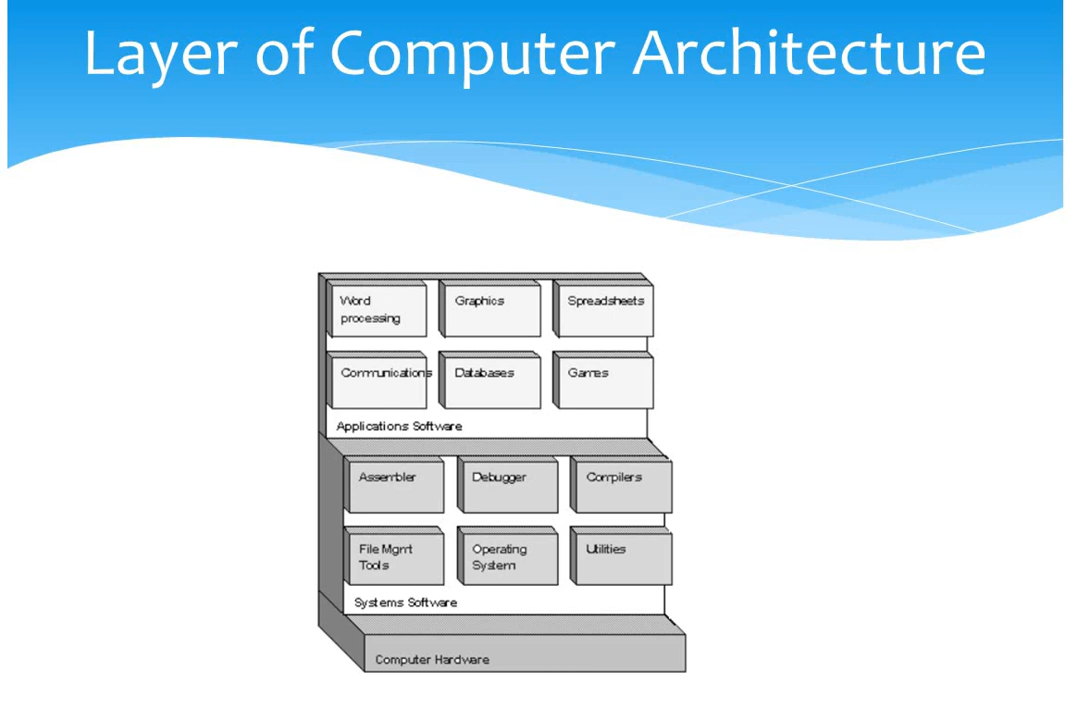 Layer of Computer Architecture
Word
processing
Graphics
Spreadsheets
Communications
Databases
Games
Applications Software
Assembler
Debugger
Compilers
File Mgmt
Tools
Operating
System
Utilities
Systems Software
Computer Hardware